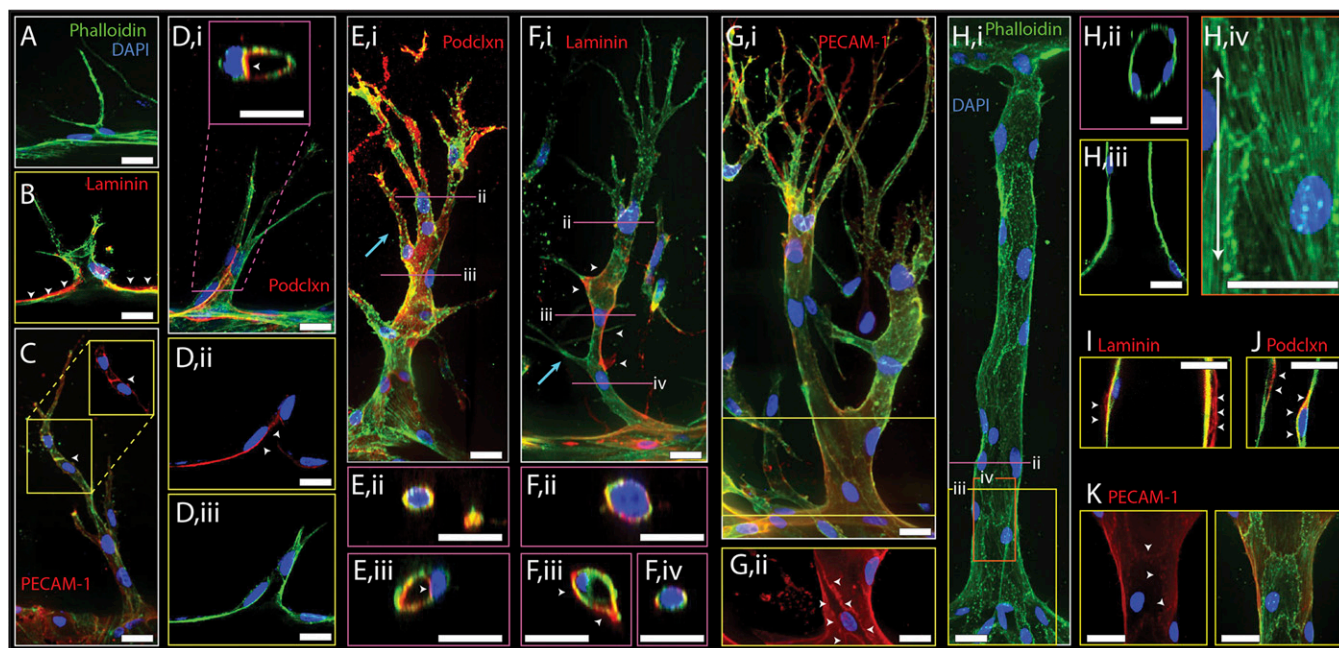 A
Phalloidin
DAPI
B
Laminin
C
PECAM-1
D,i
Podclxn
D,ii
D,iii
E,i
Podclxn
ii
iii
E,ii
E,iii
F,i
Laminin
ii
iii
iv
F,ii
F,iii
F,iv
G,i
PECAM-1
G,ii
H,i
Phalloidin
DAPI
ii
iv
iii
H,ii
H,iii
H,iv
I
Laminin
J
Podclxn
K
PECAM-1